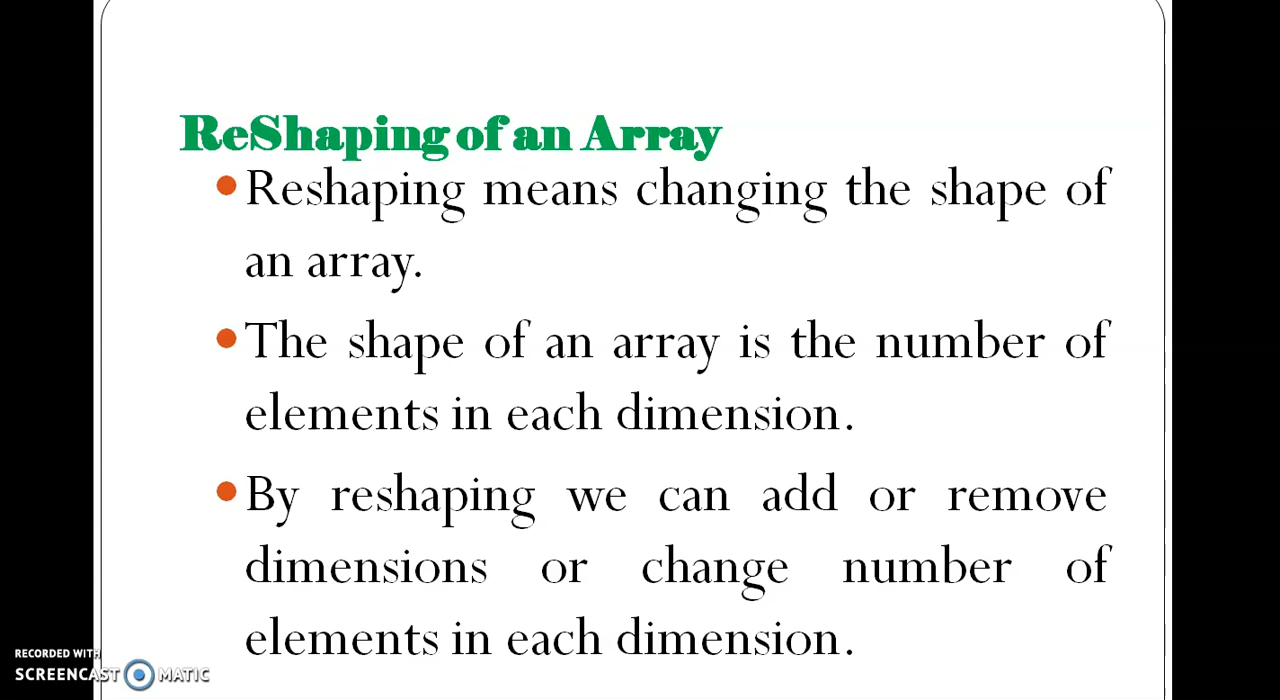 ReShaping of an Array
•Reshaping means changing the shape of
an array.
•The shape of an array is the number of
elements in each dimension.
•By reshaping we can add or remove
dimensions or change number of
elements in each dimension.
RECORDED WITH
SCREENCAST MATIC